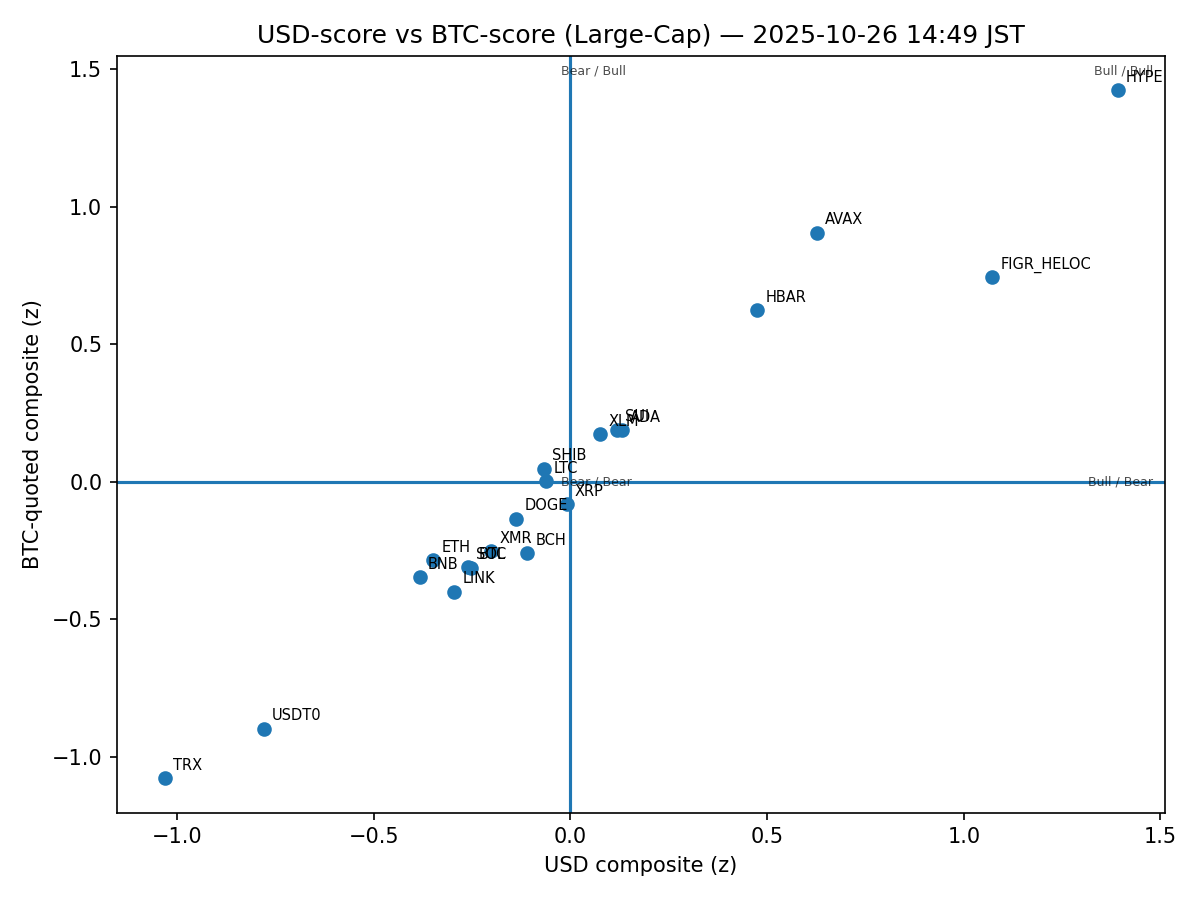 USD-score vs BTC-score (Large-Cap) — 2025-10-26 14:49 JST
1.5
Bear / Bull
Bull / Bull
HYPE
1.0
AVAX
FIGR_HELOC
HBAR
0.5
SUI
ADA
XLM
SHIB
LTC
0.0
Bear / Bear
Bull / Bear
XRP
DOGE
XMR
BCH
ETH
SOL
BTC
BNB
LINK
−0.5
USDT0
−1.0
TRX
BTC-quoted composite (z)
−1.0
−0.5
0.0
0.5
1.0
1.5
USD composite (z)